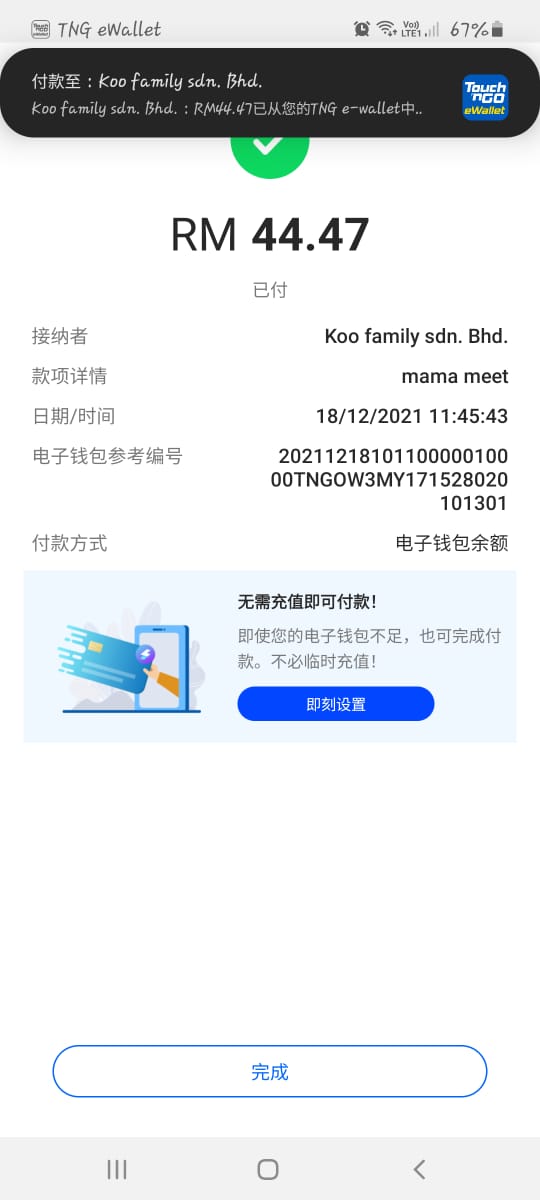 TNG eWallet
Vo))
LTE1
67%
付款至：Koo family sdn. Bhd.
Koo family sdn. Bhd.：RM44.47已从您的TNG e-wallet中..
Touch
'nGO
eWallet
RM 44.47
已付
接纳者 Koo family sdn. Bhd.
款项详情 mama meet
日期/时间 18/12/2021 11:45:43
电子钱包参考编号 20211218101100000100
00TNGOW3MY171528020
101301
付款方式 电子钱包余额
无需充值即可付款！
即使您的电子钱包不足，也可完成付
款。不必临时充值！
即刻设置
完成